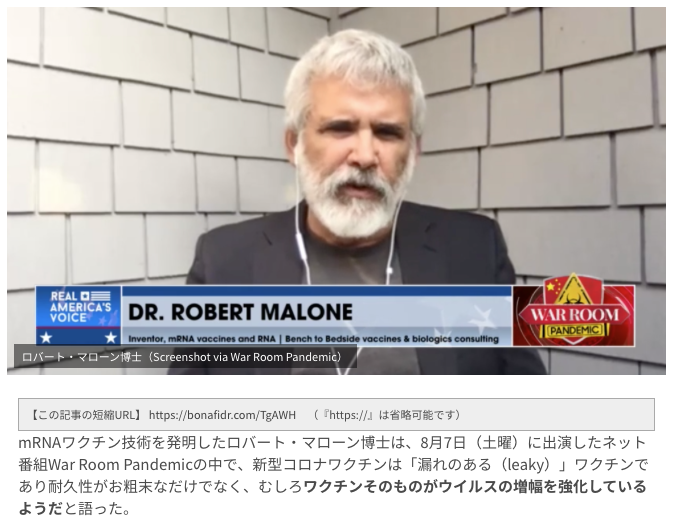 REAL
AMERICA'S
VOICE
DR. ROBERT MALONE
Inventor, mRNA vaccines and RNA | Bench to Bedside vaccines & biologics consulting
WAR ROOM
PANDEMIC
ロバート・マローン博士（Screenshot via War Room Pandemic）
【この記事の短縮URL】 https://bonafidr.com/TgAWH （『https://』は省略可能です）
mRNAワクチン技術を発明したロバート・マローン博士は、8月7日（土曜）に出演したネット
番組War Room Pandemicの中で、新型コロナワクチンは「漏れのある（leaky）」ワクチンで
あり耐久性がお粗末なだけでなく、むしろワクチンそのものがウイルスの増幅を強化している
ようだと語った。